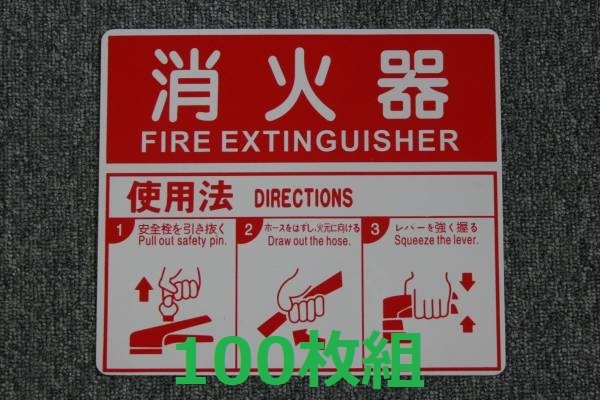 消火器
FIRE EXTINGUISHER
使用法 DIRECTIONS
1 安全栓を引き抜く
Pull out safety pin.
2 ホースをはずし、火元に向ける
Draw out the hose.
3 レバーを強く握る
Squeeze the lever.
100枚組